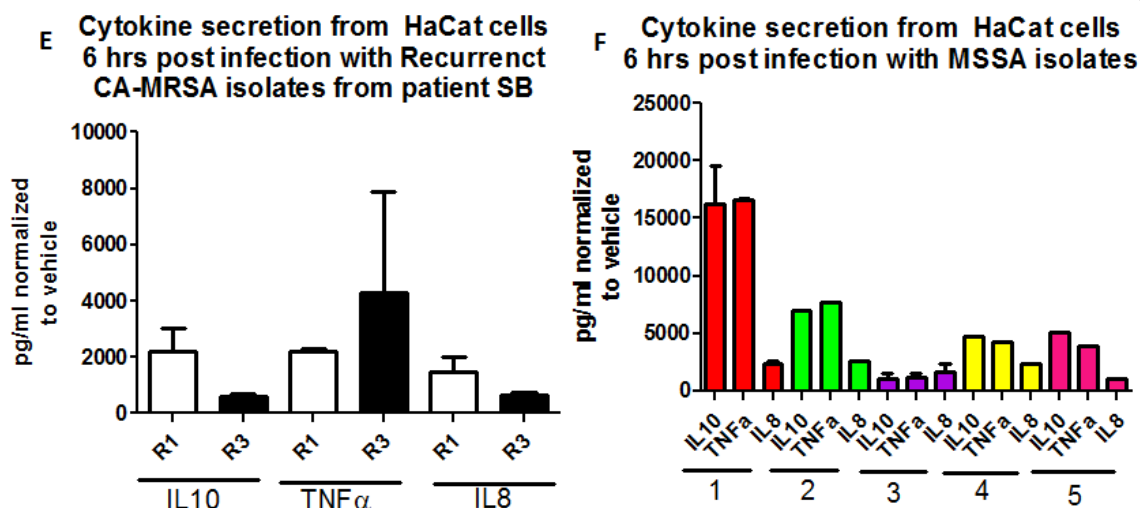 E
Cytokine secretion from HaCat cells
6 hrs post infection with Recurrenct
CA-MRSA isolates from patient SB
pg/ml normalized
to vehicle
10000
8000
6000
4000
2000
0
R1
R3
R1
R3
R1
R3
IL10
TNFα
IL8
F
Cytokine secretion from HaCat cells
6 hrs post infection with MSSA isolates
pg/ml normalized
to vehicle
25000
20000
15000
10000
5000
0
IL10
TNFa
IL8
IL10
TNFa
IL8
IL10
TNFa
IL8
IL10
TNFa
IL8
IL10
TNFa
IL8
1
2
3
4
5